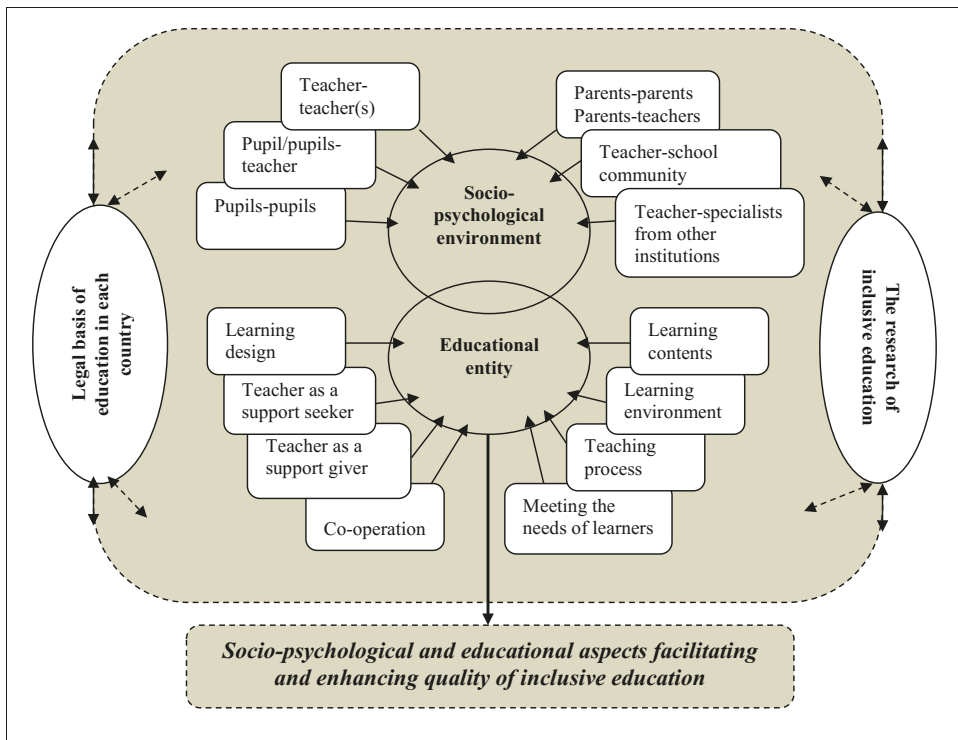 Teacher-
teacher(s)
Pupil/pupils-
teacher
Pupils-pupils
Parents-parents
Parents-teachers
Teacher-school
community
Teacher-specialists
from other
institutions
Socio-
psychological
environment
Legal basis of
education in each
country
The research of
inclusive education
Educational
entity
Learning
design
Teacher as a
support seeker
Teacher as a
support giver
Co-operation
Learning
contents
Learning
environment
Teaching
process
Meeting the
needs of learners
Socio-psychological and educational aspects facilitating
and enhancing quality of inclusive education